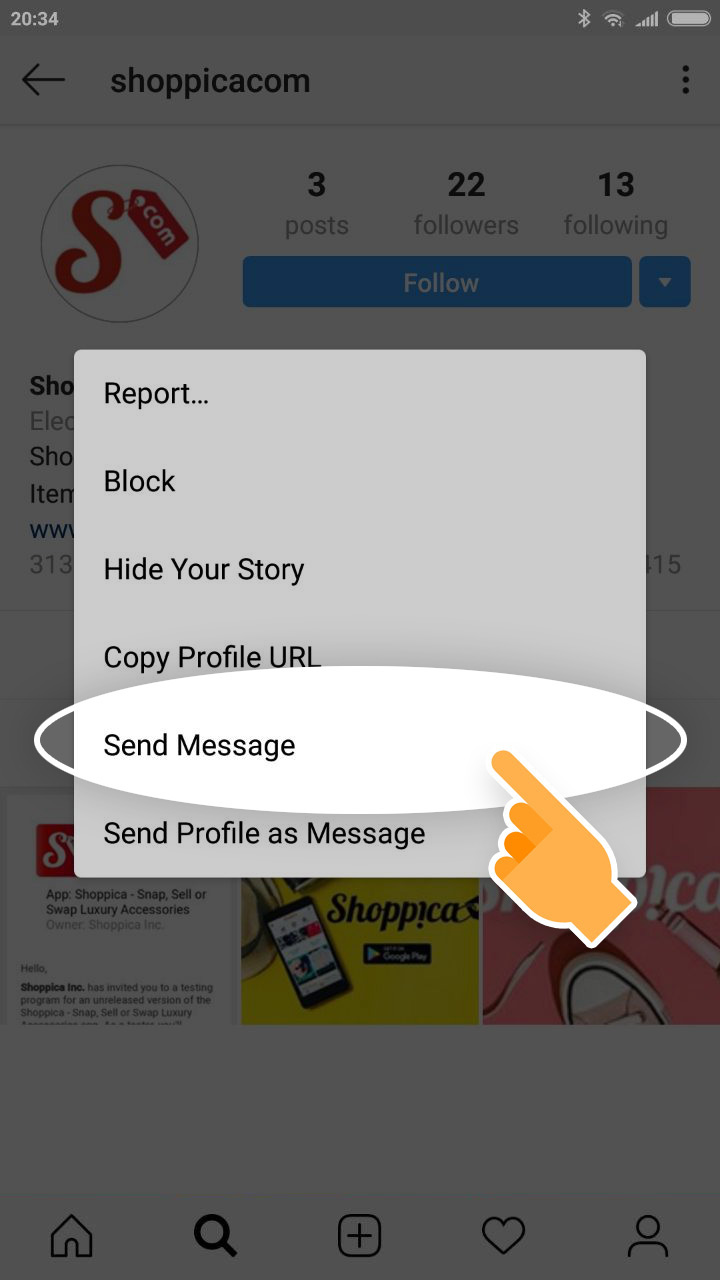 20:34
shoppicacom
3
22
13
posts
followers
following
.com
Follow
Sho
Elec
Sho
Item
www
313
415
Report...
Block
Hide Your Story
Copy Profile URL
Send Message
Send Profile as Message
App: Shoppica - Snap, Sell or
Swap Luxury Accessories
Owner: Shoppica Inc.
Hello,
Shoppica Inc. has invited you to a testing
program for an unreleased version of the
Shoppica - Snap, Sell or Swap Luxury
Accessories app. As a tester, you'll
Shoppica
GET IT ON
Google Play